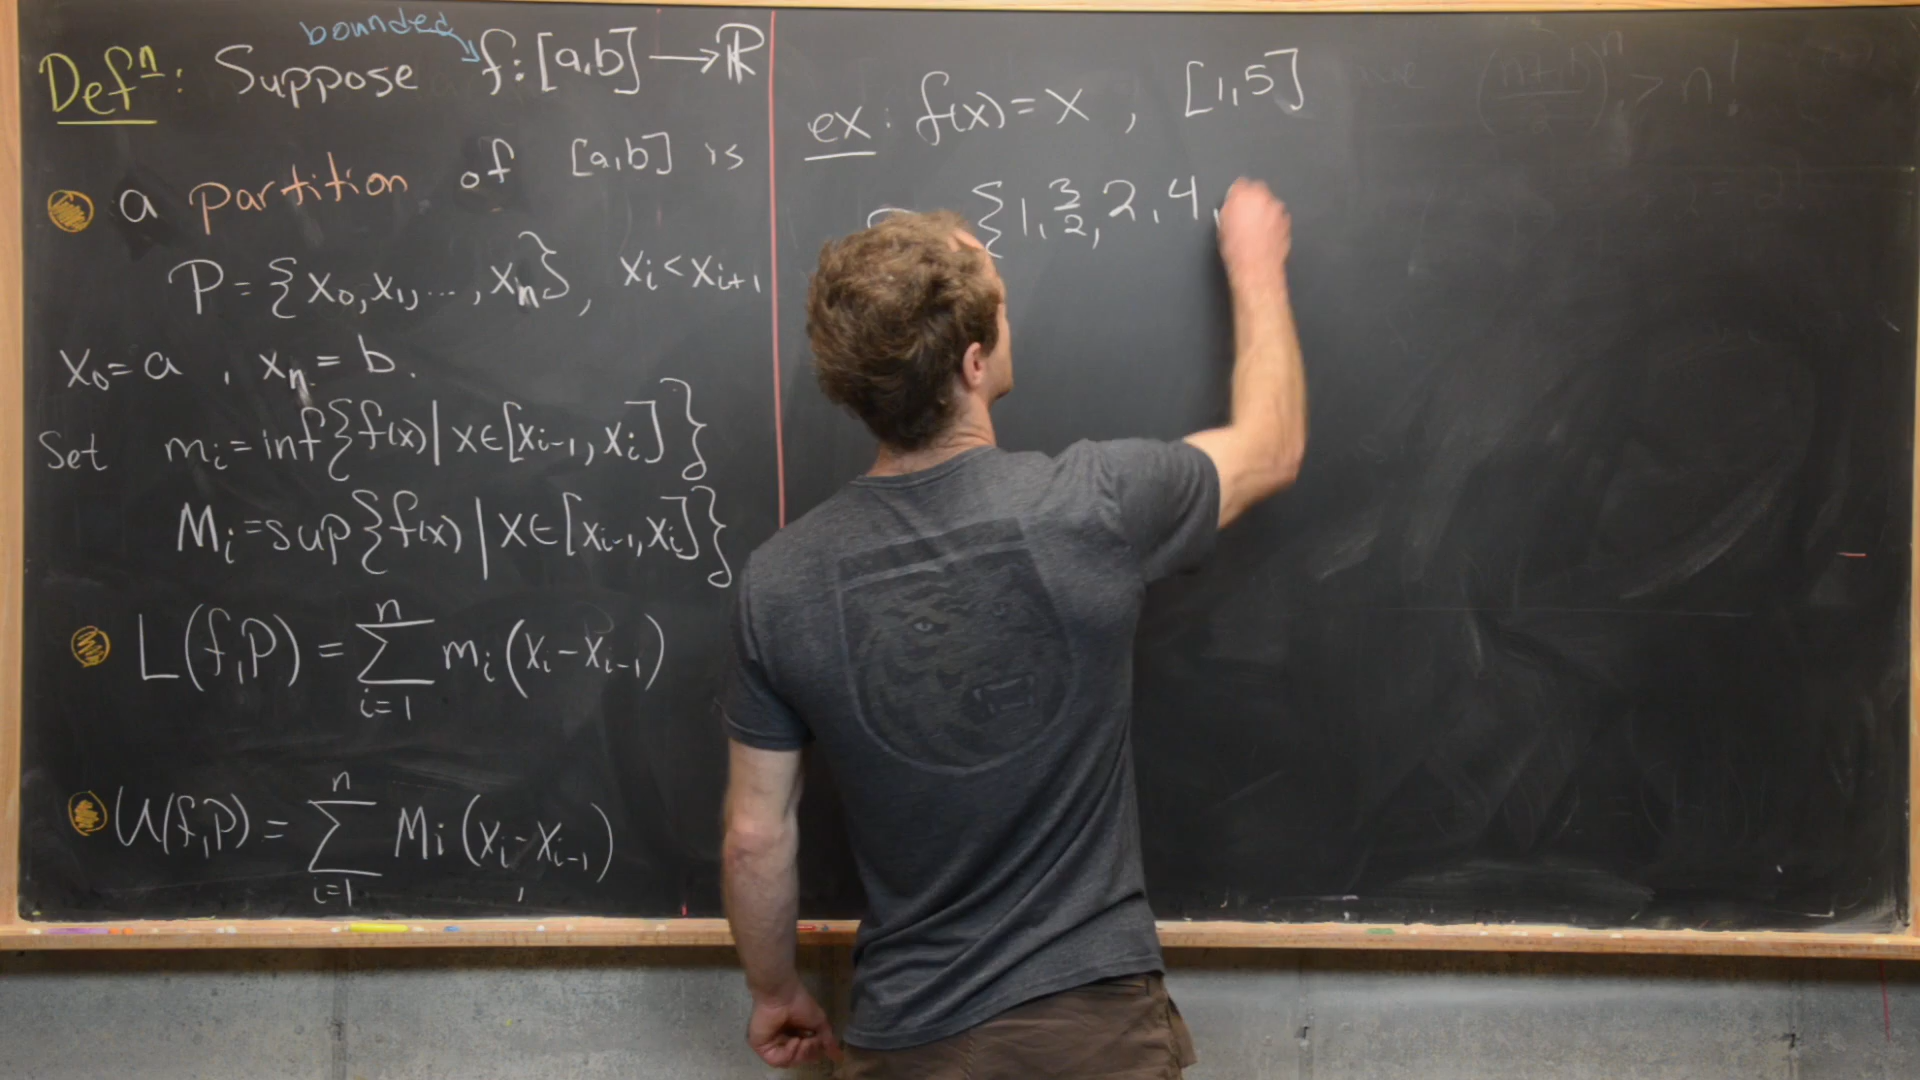 bounded
Defⁿ: Suppose f:[a,b]→ℝ
a partition of [a,b] is
P={x₀,x₁,...,xₙ}, xᵢ<xᵢ₊₁
x₀=a, xₙ=b.
Set mᵢ=inf{f(x)|x∈[xᵢ₋₁,xᵢ]}
Mᵢ=sup{f(x)|x∈[xᵢ₋₁,xᵢ]}
n
L(f,P)=∑mᵢ(xᵢ-xᵢ₋₁)
i=1
n
U(f,P)=∑Mᵢ(xᵢ-xᵢ₋₁)
i=1
ex: f(x)=x, [1,5]
{1,3/2,2,4,
(n+1/2)ⁿ > n!